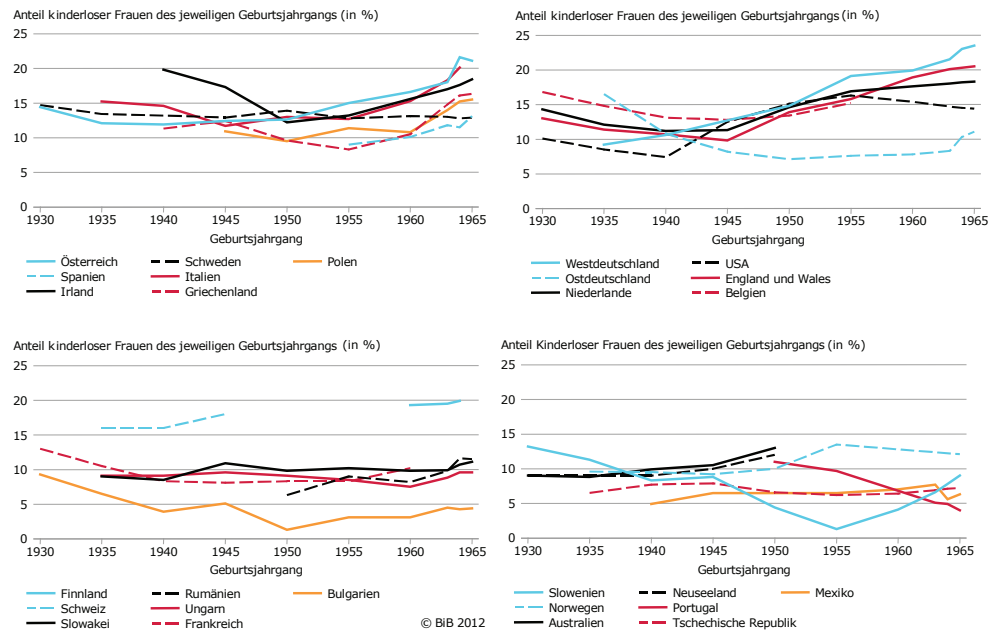 Anteil kinderloser Frauen des jeweiligen Geburtsjahrgangs (in %)
25
20
15
10
5
0
1930 1935 1940 1945 1950 1955 1960 1965
Geburtsjahrgang
Österreich Schweden Polen
Spanien Italien
Irland Griechenland
Anteil kinderloser Frauen des jeweiligen Geburtsjahrgangs (in %)
25
20
15
10
5
0
1930 1935 1940 1945 1950 1955 1960 1965
Geburtsjahrgang
Westdeutschland USA
Ostdeutschland England und Wales
Niederlande Belgien
Anteil kinderloser Frauen des jeweiligen Geburtsjahrgangs (in %)
25
20
15
10
5
0
1930 1935 1940 1945 1950 1955 1960 1965
Geburtsjahrgang
Finnland Rumänien Bulgarien
Schweiz Ungarn
Slowakei Frankreich
© BiB 2012
Anteil Kinderloser Frauen des jeweiligen Geburtsjahrgangs (in %)
25
20
15
10
5
0
1930 1935 1940 1945 1950 1955 1960 1965
Geburtsjahrgang
Slowenien Neuseeland Mexiko
Norwegen Portugal
Australien Tschechische Republik